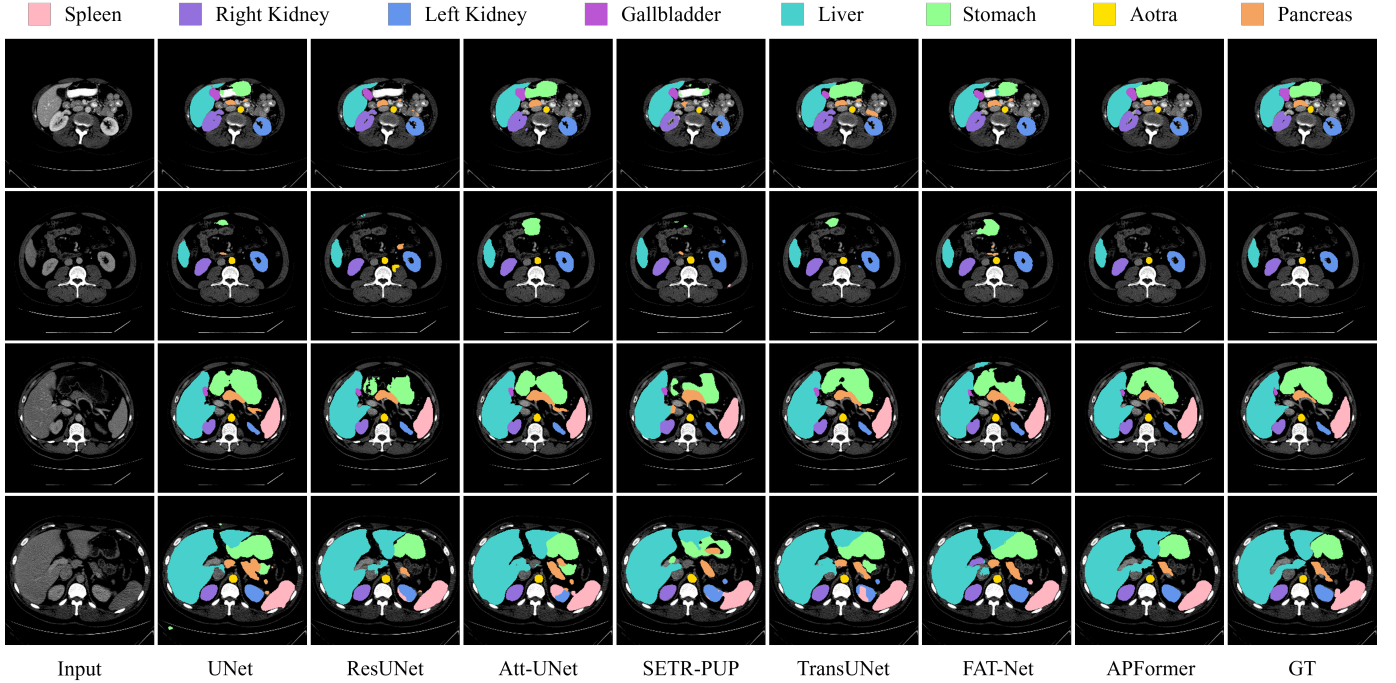 Spleen Right Kidney Left Kidney Gallbladder Liver Stomach Aotra Pancreas
Input UNet ResUNet Att-UNet SETR-PUP TransUNet FAT-Net APFormer GT